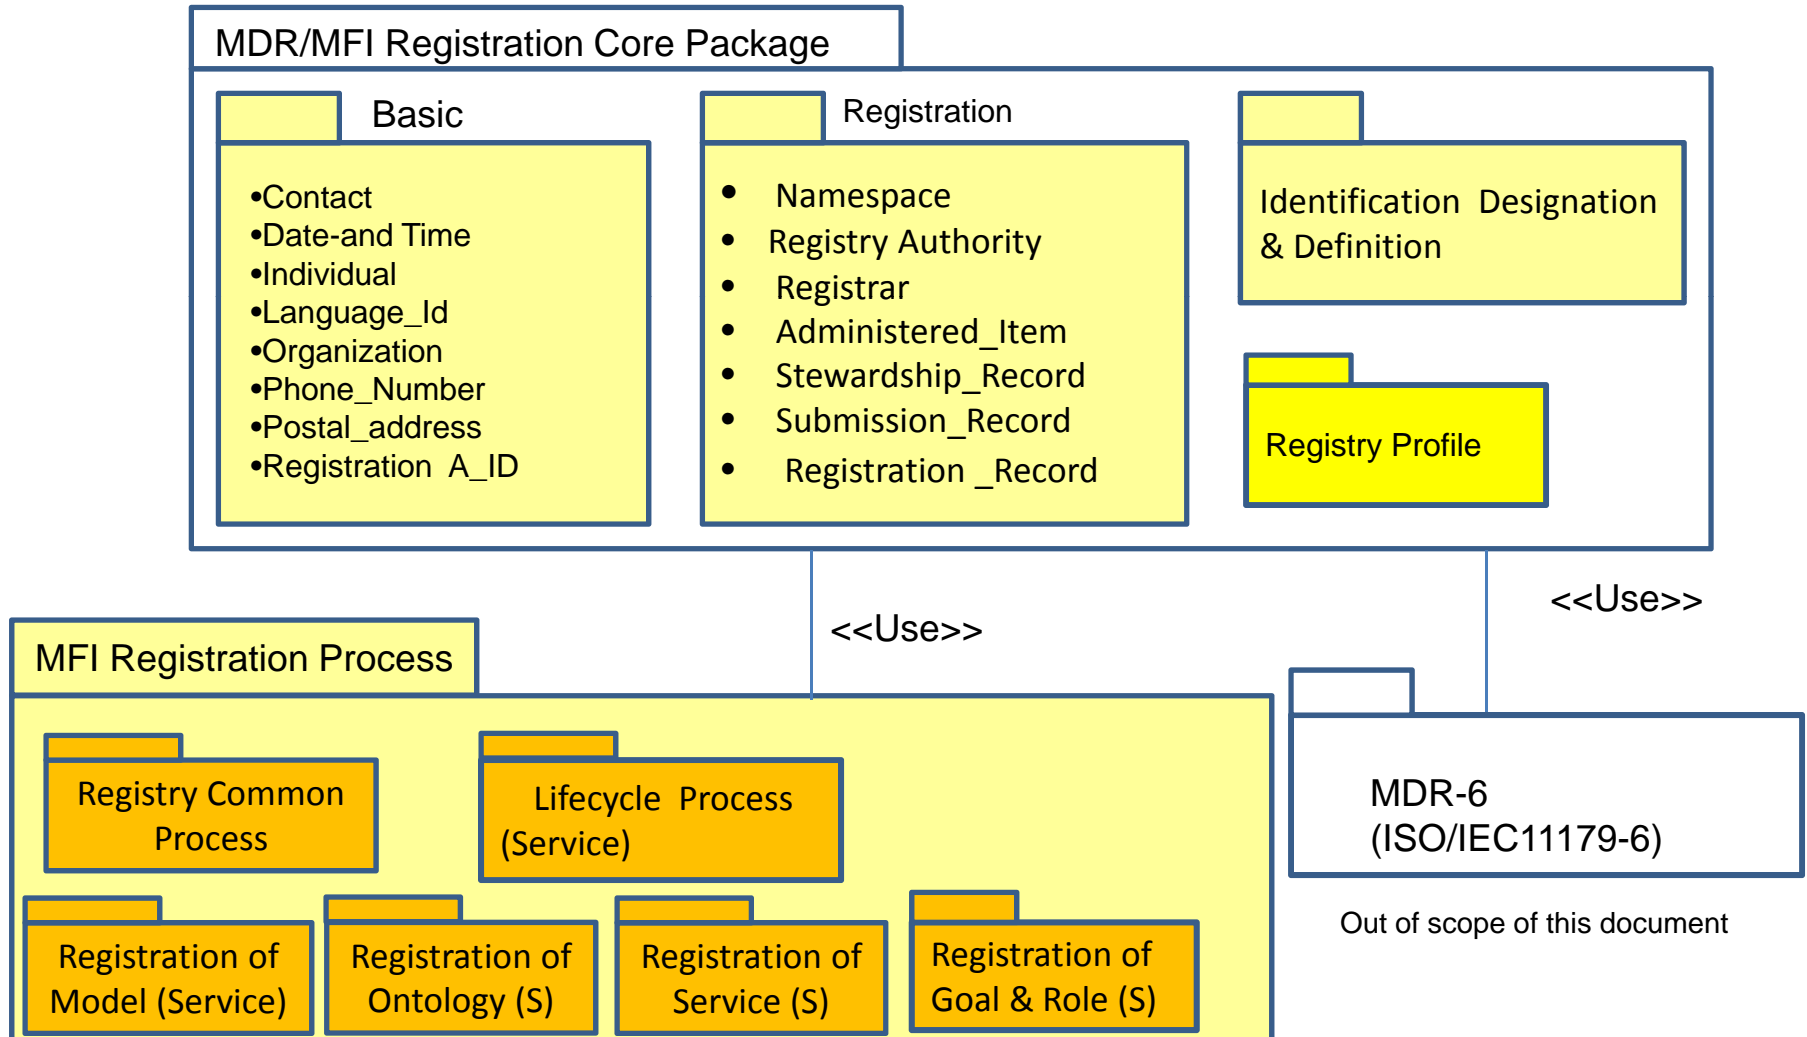 MDR/MFI Registration Core Package
Basic
•Contact
•Date-and Time
•Individual
•Language_Id
•Organization
•Phone_Number
•Postal_address
•Registration A_ID
Registration
• Namespace
• Registry Authority
• Registrar
• Administered_Item
• Stewardship_Record
• Submission_Record
• Registration _Record
Identification Designation
& Definition
Registry Profile
<<Use>>
<<Use>>
MFI Registration Process
Registry Common
Process
Lifecycle Process
(Service)
Registration of
Model (Service)
Registration of
Ontology (S)
Registration of
Service (S)
Registration of
Goal & Role (S)
MDR-6
(ISO/IEC11179-6)
Out of scope of this document